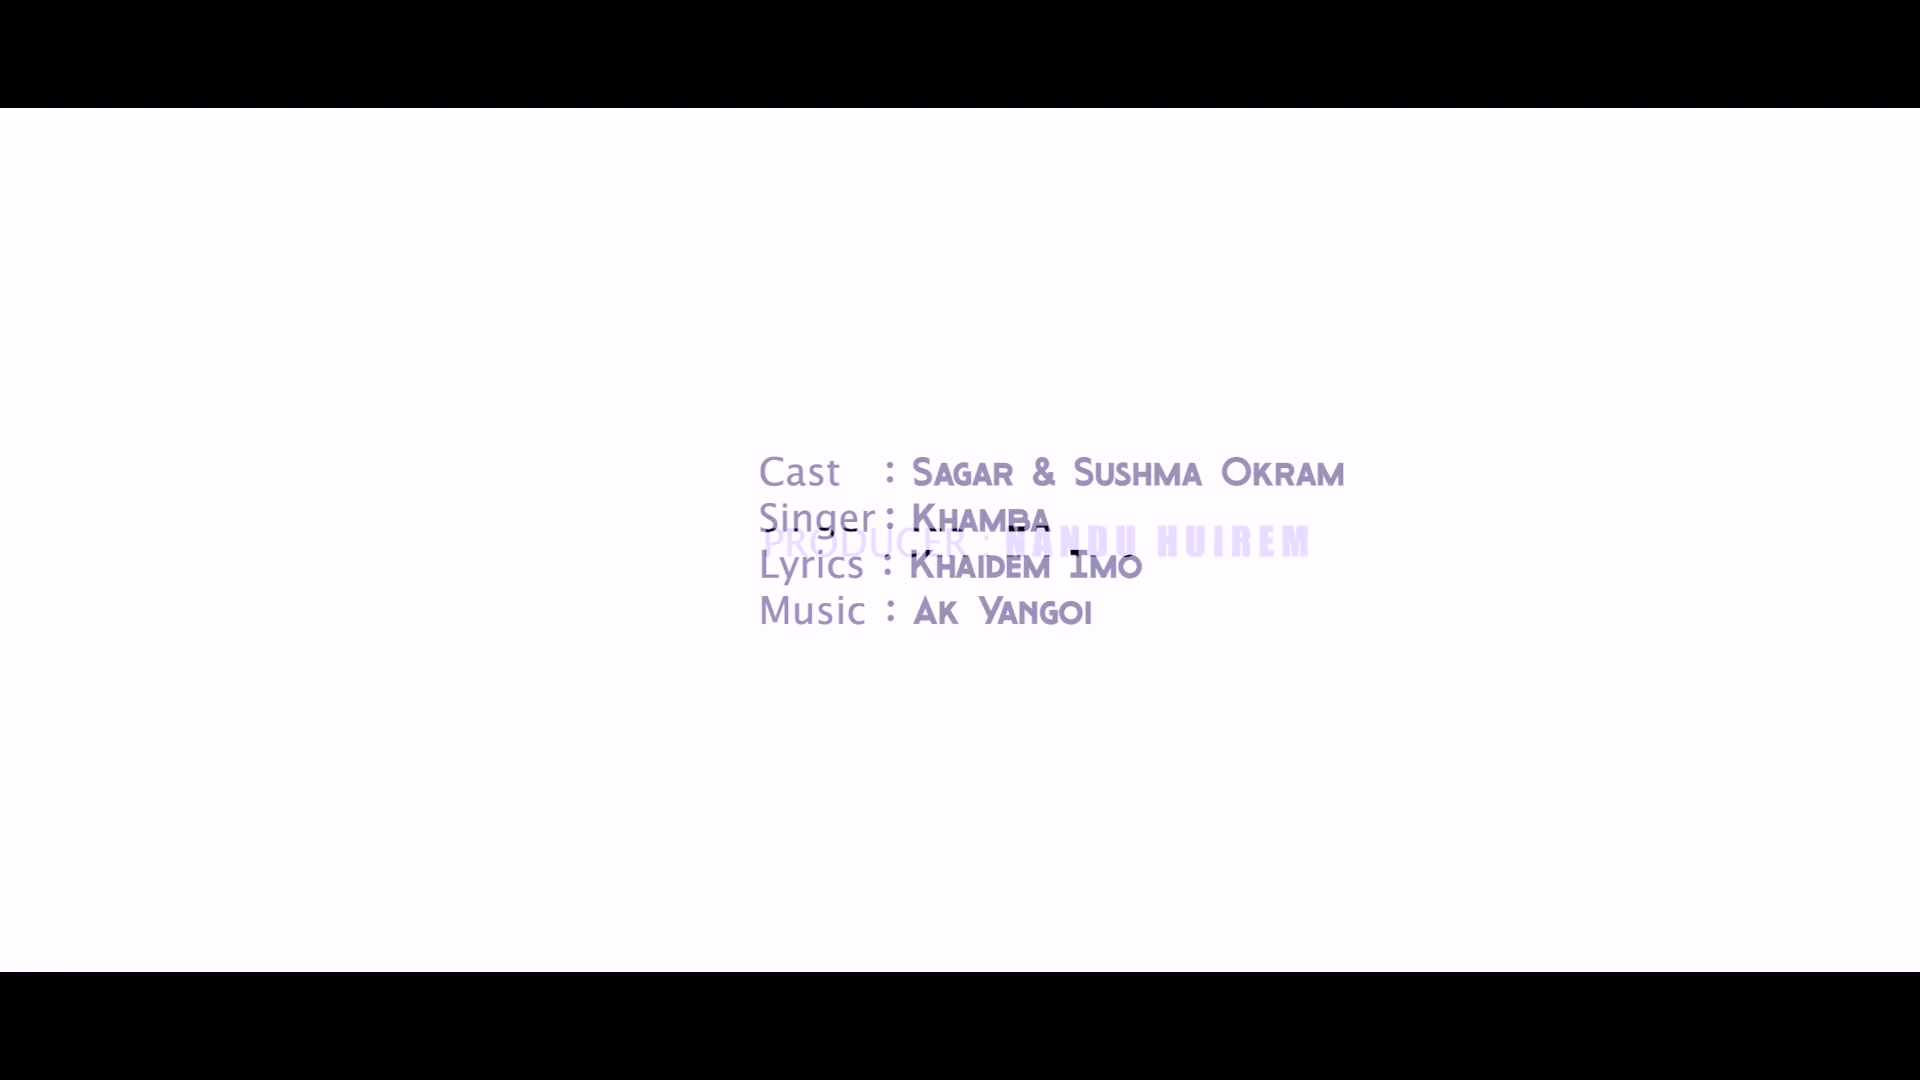 Cast : Sagar & Sushma Okram
Singer : Khamba
PRODUCER : NANDU HUIREM
Lyrics : Khaidem Imo
Music : Ak Yangoi